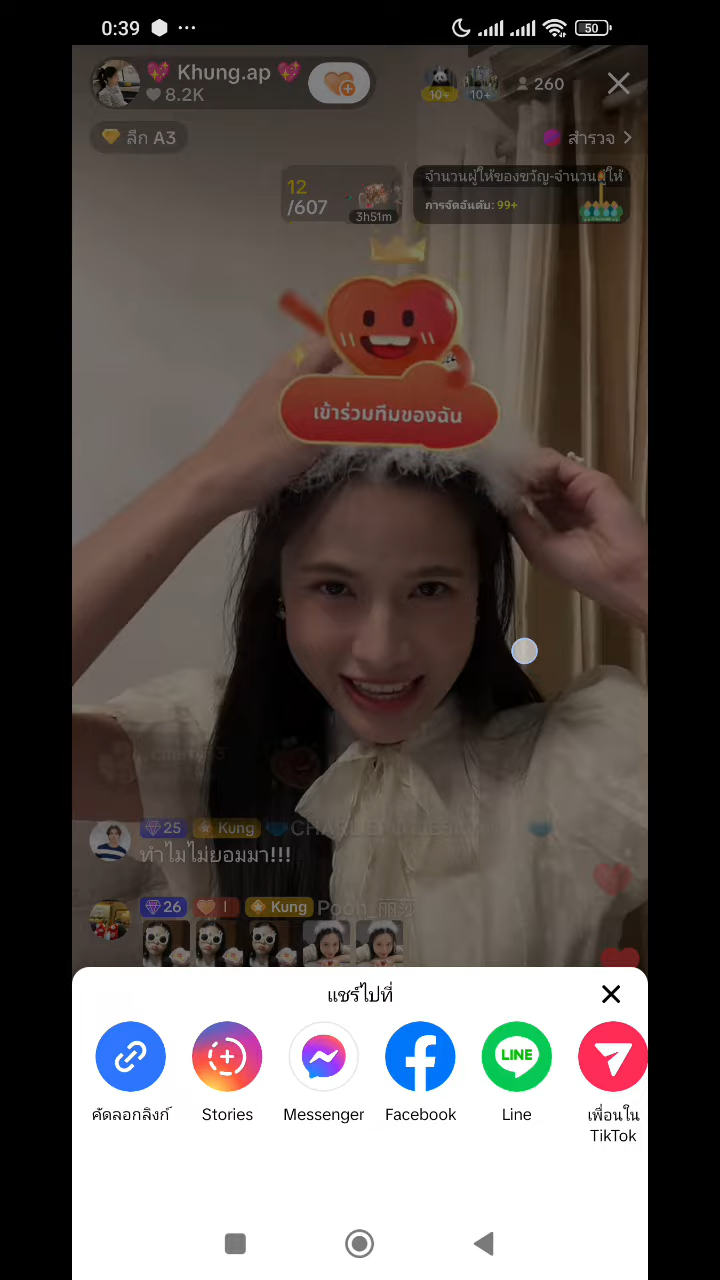 0:39
50
Khung.ap
8.2K
10+
10+
260
ลีก A3
สำรวจ
12
/607
3h51m
จำนวนผู้ให้ของขวัญ-จำนวนผู้ให้
การจัดอันดับ: 99+
เข้าร่วมทีมของฉัน
25
Kung
ทำไมไม่ยอมมา!!!
26
I
Kung
แชร์ไปที่
คัดลอกลิงก์
Stories
Messenger
Facebook
LINE
Line
เพื่อนใน
TikTok